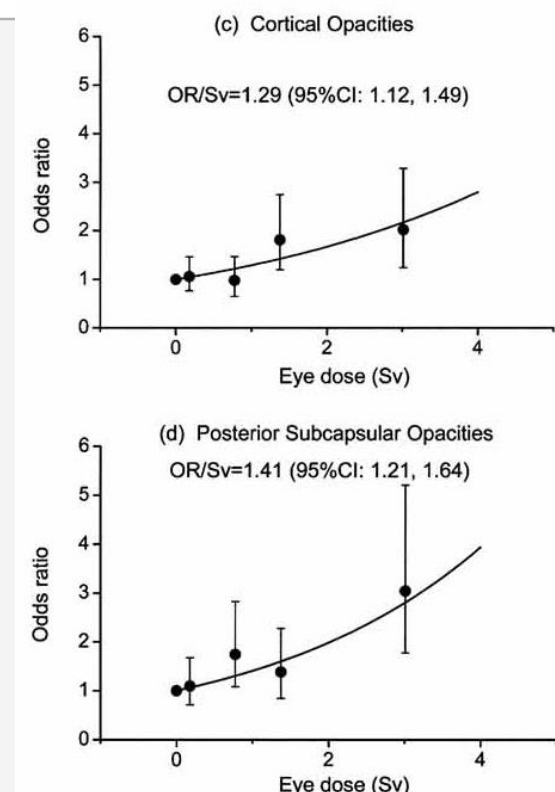 (c) Cortical Opacities
OR/Sv=1.29 (95%CI: 1.12, 1.49)
6
5
4
3
2
1
0
Odds ratio
0
2
4
Eye dose (Sv)
(d) Posterior Subcapsular Opacities
OR/Sv=1.41 (95%CI: 1.21, 1.64)
6
5
4
3
2
1
0
Odds ratio
0
2
4
Eye dose (Sv)